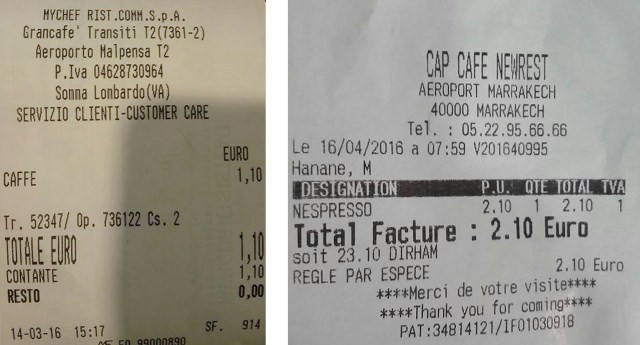 MYCHEF RIST.COMM.S.p.A.
Grancafe' Transiti T2(7361-2)
Aeroporto Malpensa T2
P.Iva 04628730964
Somma Lombardo(VA)
SERVIZIO CLIENTI-CUSTOMER CARE
EURO
CAFFE 1,10
Tr. 52347/ Op. 736122 Cs. 2
TOTALE EURO 1,10
CONTANTE 1,10
RESTO 0,00
14-03-16 15:17 SF. 914
99000890
CAP CAFE NEWREST
AEROPORT MARRAKECH
40000 MARRAKECH
Tel. : 05.22.95.66.66
Le 16/04/2016 a 07:59 V201640995
Hanane, M
DESIGNATION P.U. QTE TOTAL TVA
NESPRESSO 2.10 1 2.10 1
Total Facture : 2.10 Euro
soit 23.10 DIRHAM
REGLE PAR ESPECE 2.10 Euro
****Merci de votre visite****
****Thank you for coming****
PAT:34814121/IF01030918